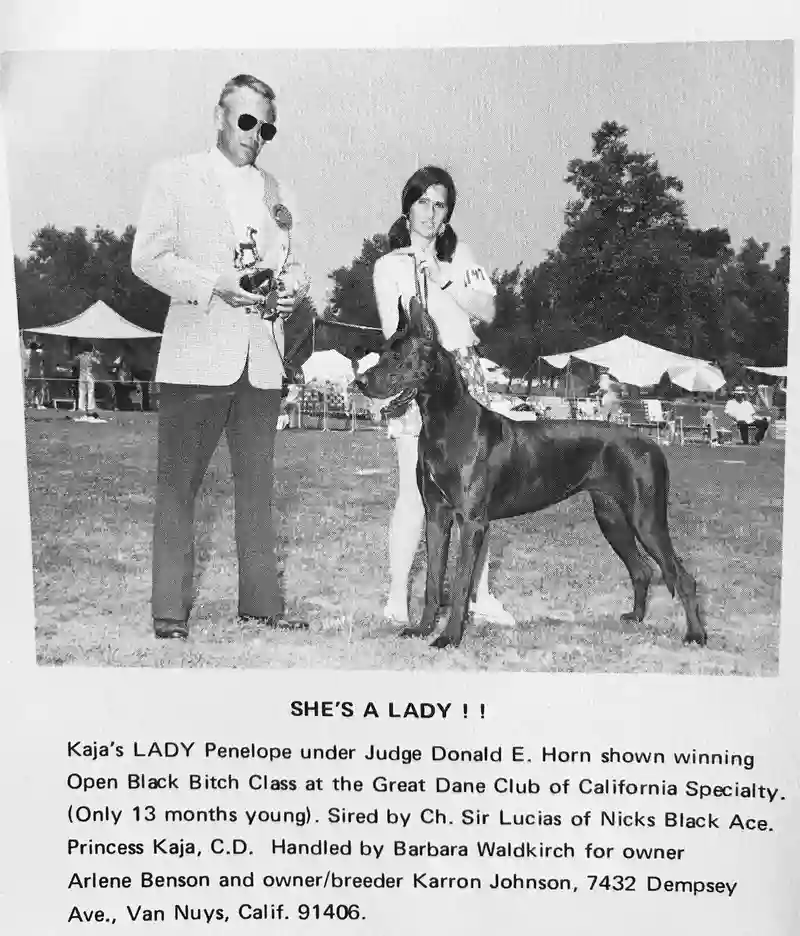 SHE'S A LADY ! !
Kaja's LADY Penelope under Judge Donald E. Horn shown winning
Open Black Bitch Class at the Great Dane Club of California Specialty.
(Only 13 months young). Sired by Ch. Sir Lucias of Nicks Black Ace.
Princess Kaja, C.D. Handled by Barbara Waldkirch for owner
Arlene Benson and owner/breeder Karron Johnson, 7432 Dempsey
Ave., Van Nuys, Calif. 91406.